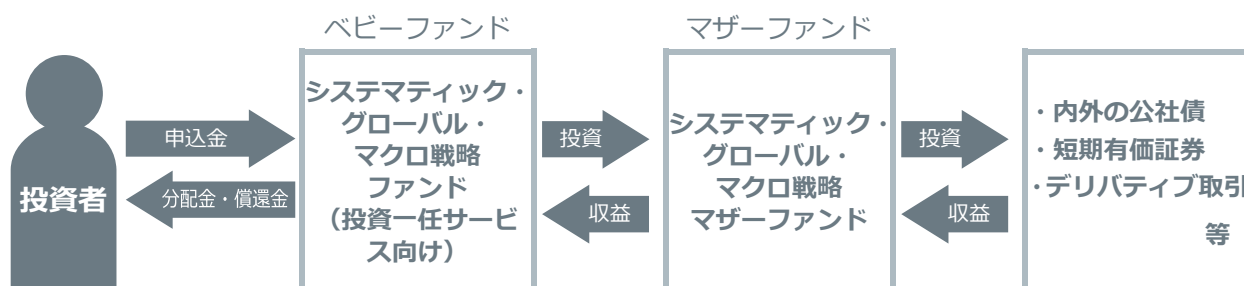 ベビーファンド
マザーファンド
投資者
申込金
分配金・償還金
システマティック・
グローバル・
マクロ戦略
ファンド
（投資一任サービ
ス向け）
投資
収益
システマティック・
グローバル・
マクロ戦略
マザーファンド
投資
収益
・内外の公社債
・短期有価証券
・デリバティブ取引
等